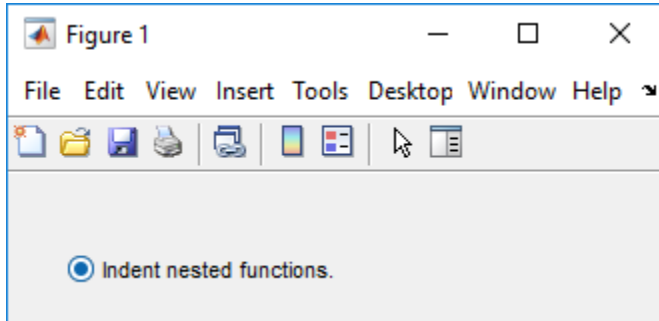 Figure 1
File Edit View Insert Tools Desktop Window Help
Indent nested functions.